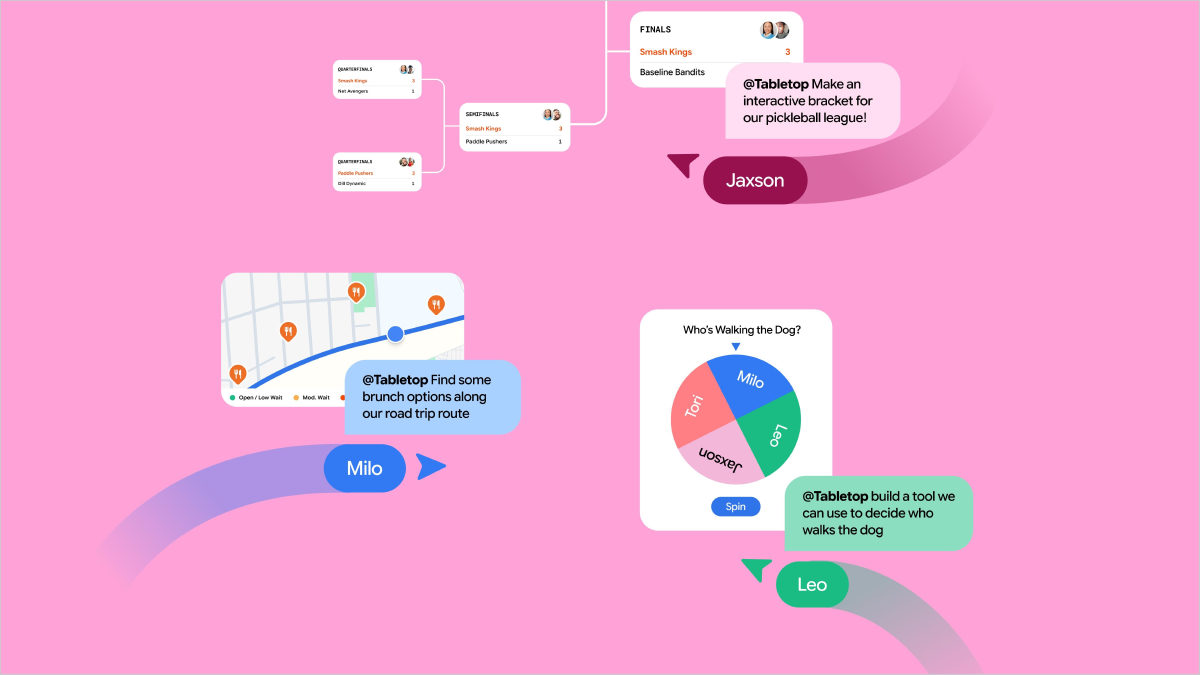 FINALS
Smash Kings 3
Baseline Bandits
@Tabletop Make an
interactive bracket for
our pickleball league!
Jaxson
QUARTERFINALS
Smash Kings 3
Net Avengers 1
SEMIFINALS
Smash Kings 3
Paddle Pushers 1
QUARTERFINALS
Paddle Pushers 3
Dill Dynamic 1
Open / Low Wait Mod. Wait
@Tabletop Find some
brunch options along
our road trip route
Milo
Who's Walking the Dog?
Milo
Tori
Leo
Jaxson
Spin
@Tabletop build a tool we
can use to decide who
walks the dog
Leo